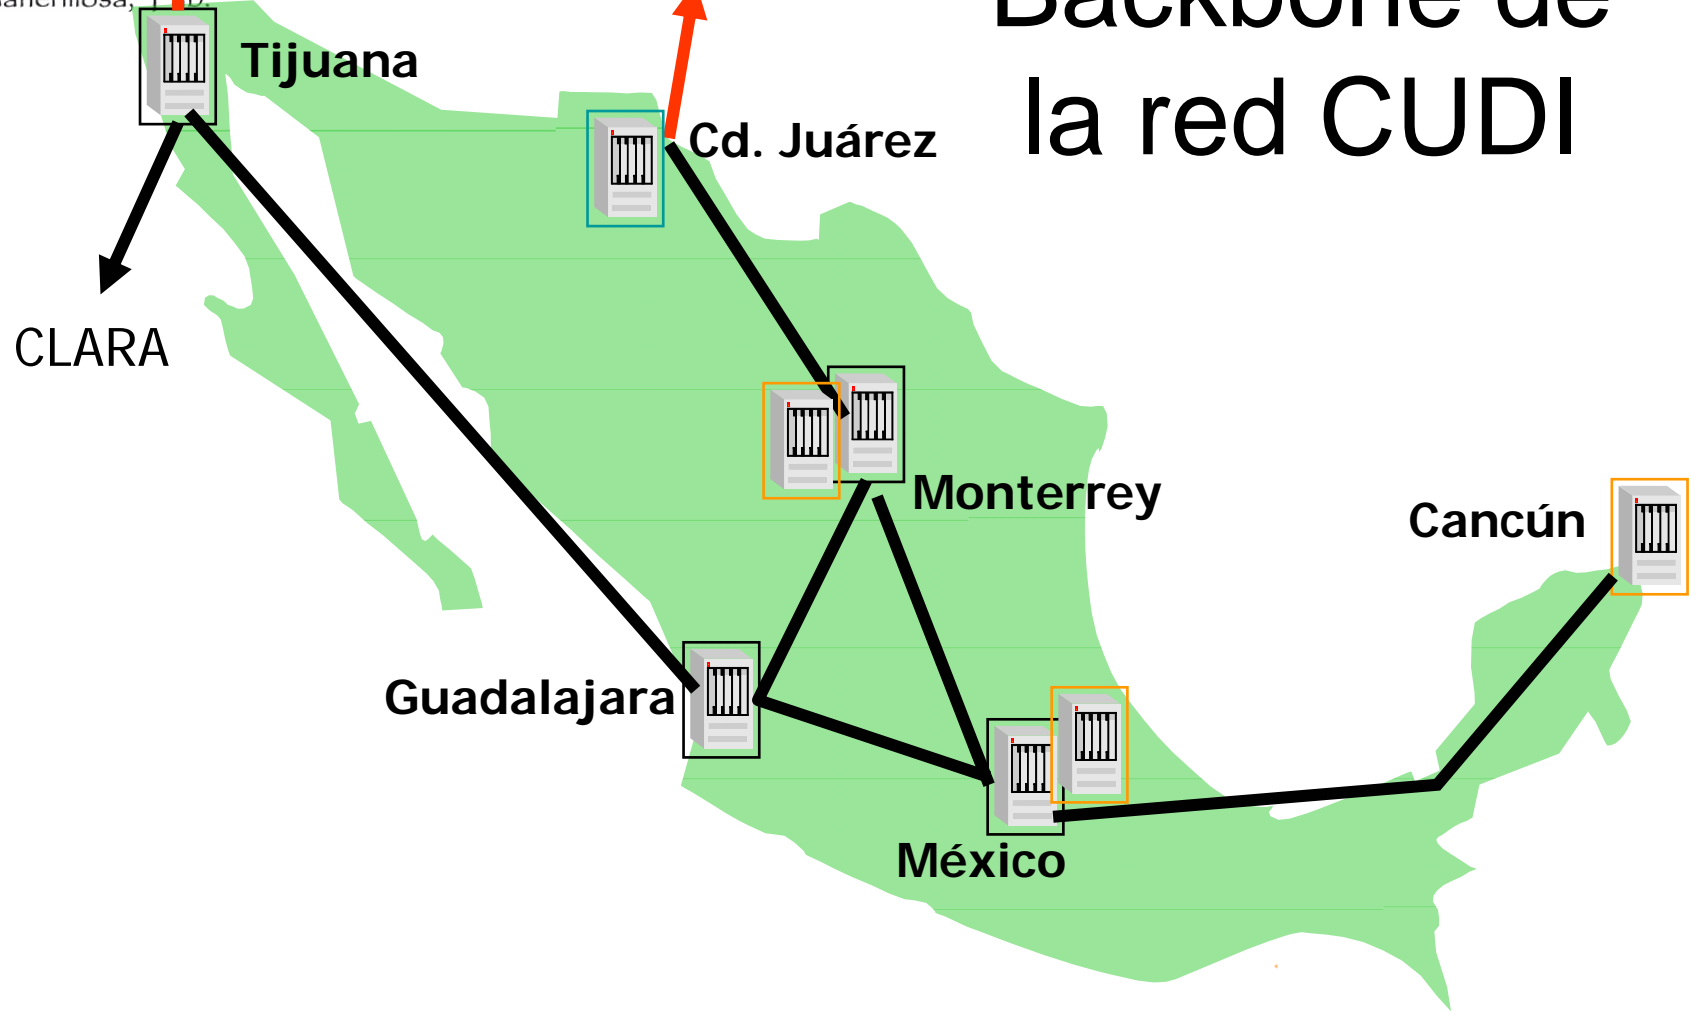 Backbone de
la red CUDI
Tijuana
Cd. Juárez
CLARA
Monterrey
Cancún
Guadalajara
México